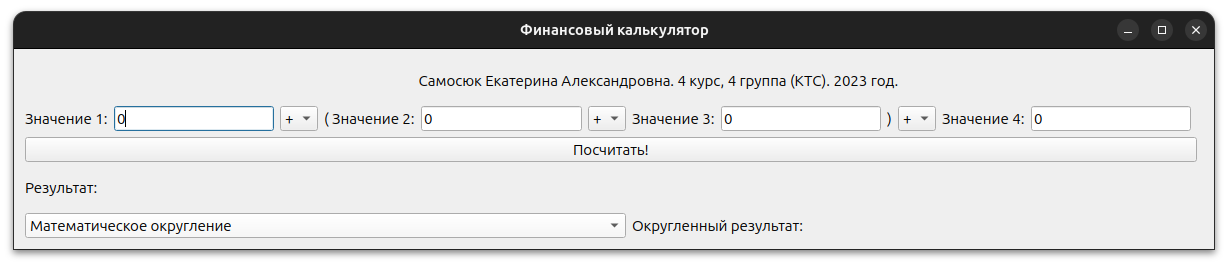 Финансовый калькулятор
Самосюк Екатерина Александровна. 4 курс, 4 группа (КТС). 2023 год.
Значение 1: 0 + ( Значение 2: 0 + Значение 3: 0 ) + Значение 4: 0
Посчитать!
Результат:
Математическое округление Округленный результат: